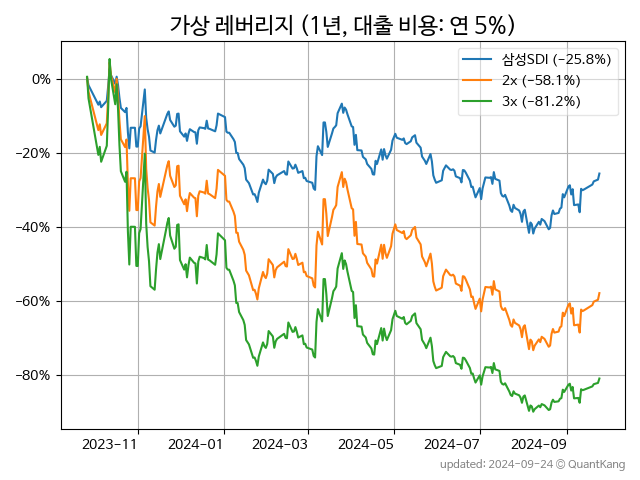 가상 레버리지 (1년, 대출 비용: 연 5%)
삼성SDI (−25.8%)
2x (−58.1%)
3x (−81.2%)
0%
−20%
−40%
−60%
−80%
2023-11 2024-01 2024-03 2024-05 2024-07 2024-09
updated: 2024-09-24 © QuantKang